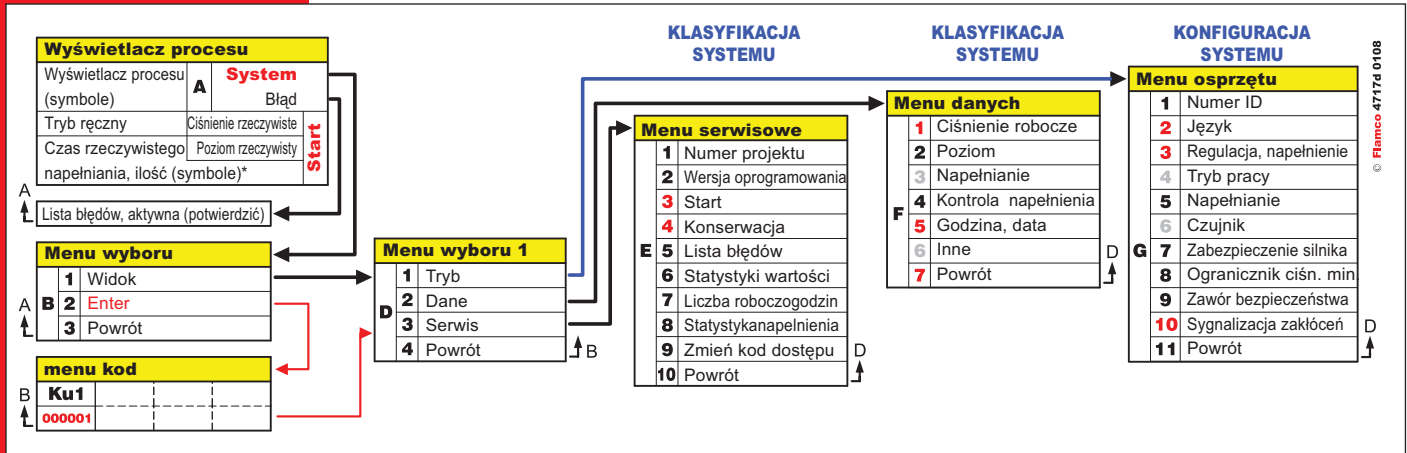 KLASYFIKACJA
SYSTEMU
KLASYFIKACJA
SYSTEMU
KONFIGURACJA
SYSTEMU
Wyświetlacz procesu
Wyświetlacz procesu
(symbole)
A
System
Błąd
Tryb ręczny
Ciśnienie rzeczywiste
Czas rzeczywistego
Poziom rzeczywisty
napełniania, ilość (symbole)*
Start
A
Lista błędów, aktywna (potwierdzić)
Menu wyboru
A
B
1 Widok
2 Enter
3 Powrót
menu kod
B
Ku1
000001
Menu wyboru 1
D
1 Tryb
2 Dane
3 Serwis
4 Powrót
B
Menu serwisowe
E
1 Numer projektu
2 Wersja oprogramowania
3 Start
4 Konserwacja
5 Lista błędów
6 Statystyki wartości
7 Liczba roboczogodzin
8 Statystykanapelnienia
9 Zmień kod dostępu
10 Powrót
D
Menu danych
F
1 Ciśnienie robocze
2 Poziom
3 Napełnianie
4 Kontrola napełnienia
5 Godzina, data
6 Inne
7 Powrót
D
Menu osprzętu
G
1 Numer ID
2 Język
3 Regulacja, napełnienie
4 Tryb pracy
5 Napełnianie
6 Czujnik
7 Zabezpieczenie silnika
8 Ogranicznik ciśn. min.
9 Zawór bezpieczeństwa
10 Sygnalizacja zakłóceń
11 Powrót
D
© Flamco 4717d 0108